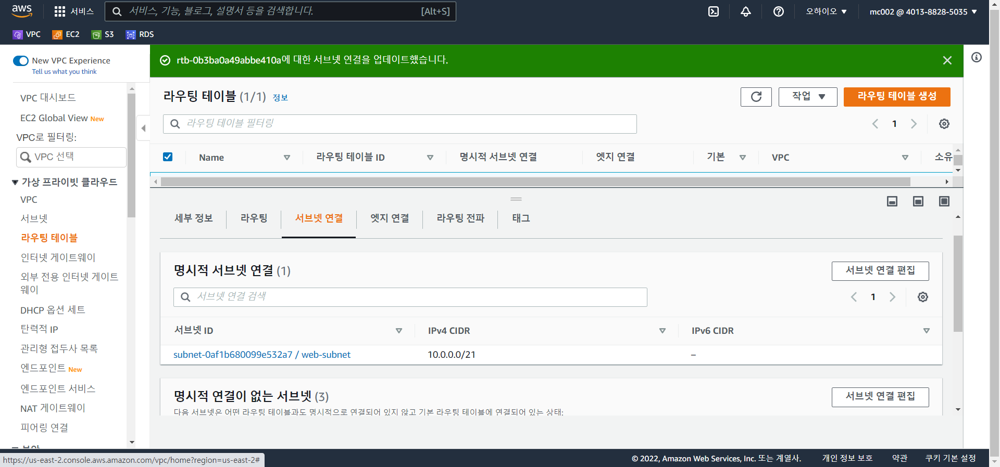 aws
서비스
서비스, 기능, 블로그, 설명서 등을 검색합니다.
[Alt+S]
오하이오 ▼
mc002 @ 4013-8828-5035 ▼
VPC
EC2
S3
RDS
New VPC Experience
Tell us what you think
rtb-0b3ba0a49abbe410a에 대한 서브넷 연결을 업데이트했습니다.
VPC 대시보드
EC2 Global View New
VPC로 필터링:
VPC 선택
가상 프라이빗 클라우드
VPC
서브넷
라우팅 테이블
인터넷 게이트웨이
외부 전용 인터넷 게이트
웨이
DHCP 옵션 세트
탄력적 IP
관리형 접두사 목록
엔드포인트 New
엔드포인트 서비스
NAT 게이트웨이
피어링 연결
라우팅 테이블 (1/1) 정보
작업 ▼
라우팅 테이블 생성
라우팅 테이블 필터링
1
Name
라우팅 테이블 ID
명시적 서브넷 연결
엣지 연결
기본
VPC
소유
세부 정보
라우팅
서브넷 연결
엣지 연결
라우팅 전파
태그
명시적 서브넷 연결 (1)
서브넷 연결 편집
서브넷 연결 검색
1
서브넷 ID
IPv4 CIDR
IPv6 CIDR
subnet-0af1b680099e532a7 / web-subnet
10.0.0.0/21
–
명시적 연결이 없는 서브넷 (3)
서브넷 연결 편집
다음 서브넷은 어떤 라우팅 테이블과도 명시적으로 연결되어 있지 않고 기본 라우팅 테이블에 연결되어 있는 상태:
https://us-east-2.console.aws.amazon.com/vpc/home?region=us-east-2#
© 2022, Amazon Web Services, Inc. 또는 계열사.
개인 정보 보호
약관
쿠키 기본 설정